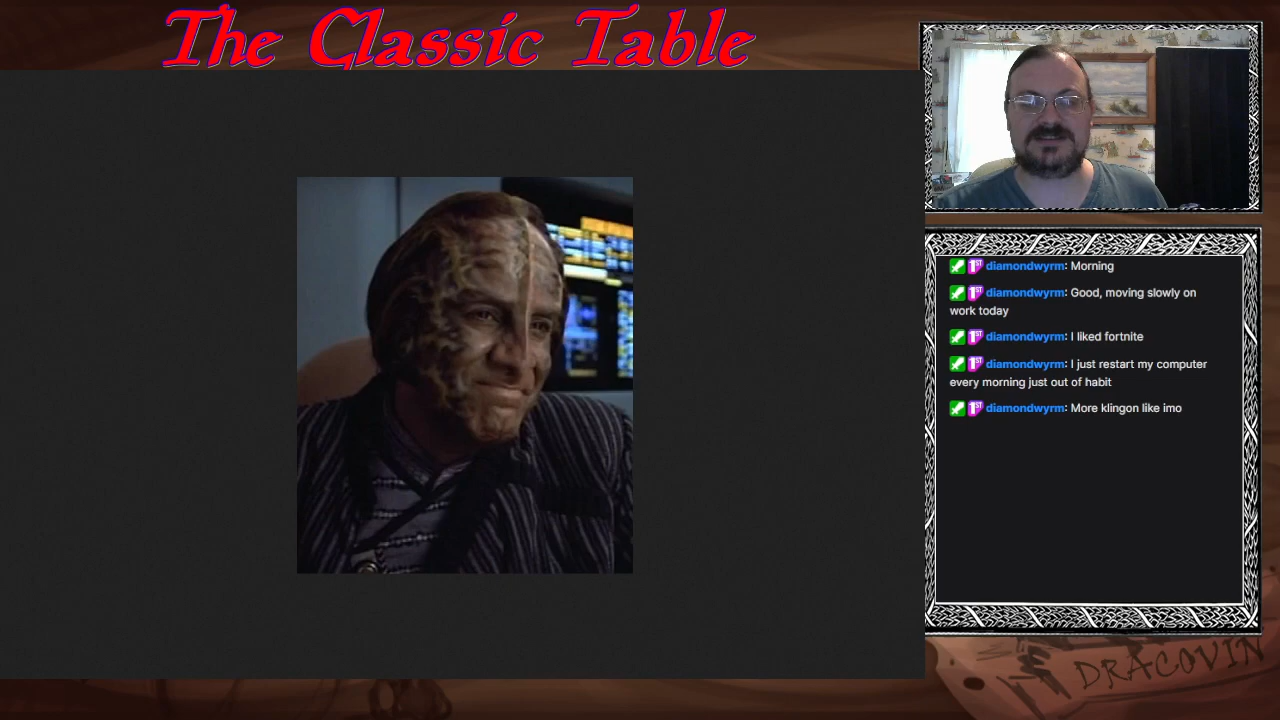 The Classic Table
diamondwyrm: Morning
diamondwyrm: Good, moving slowly on
work today
diamondwyrm: I liked fortnite
diamondwyrm: I just restart my computer
every morning just out of habit
diamondwyrm: More klingon like imo
DRACOVIN